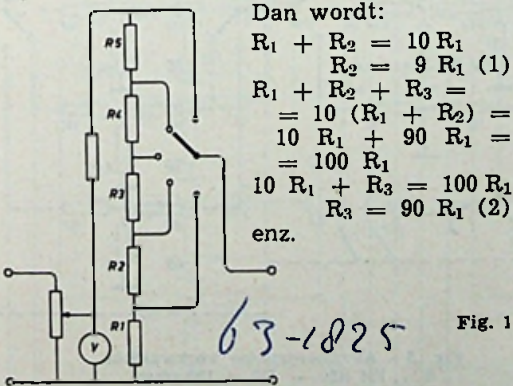 Dan wordt:
R₁ + R₂ = 10 R₁
R₂ = 9 R₁ (1)
R₁ + R₂ + R₃ =
= 10 (R₁ + R₂) =
10 R₁ + 90 R₁ =
= 100 R₁
10 R₁ + R₃ = 100 R₁
R₃ = 90 R₁ (2)
enz.
R5
R4
R3
R2
R1
V
63-1825
Fig. 1